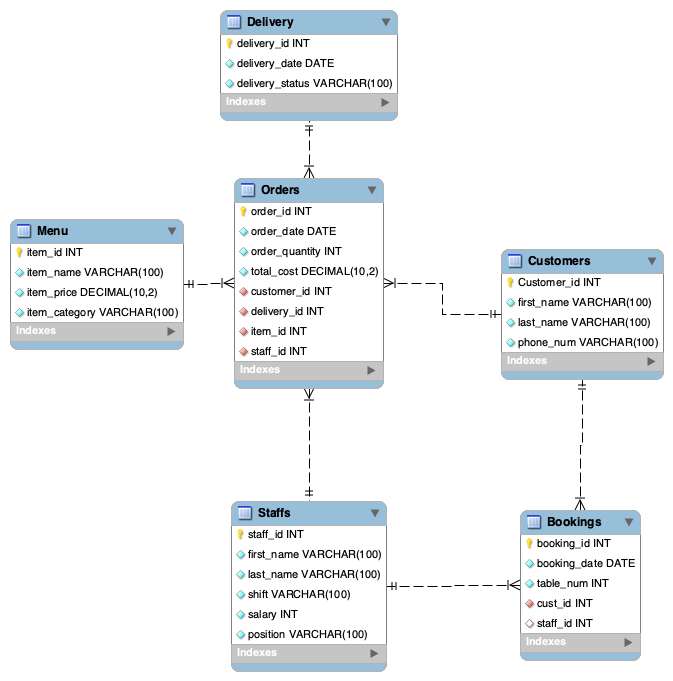 Delivery
delivery_id INT
delivery_date DATE
delivery_status VARCHAR(100)
Indexes
Orders
order_id INT
order_date DATE
order_quantity INT
total_cost DECIMAL(10,2)
customer_id INT
delivery_id INT
item_id INT
staff_id INT
Indexes
Menu
item_id INT
item_name VARCHAR(100)
item_price DECIMAL(10,2)
item_category VARCHAR(100)
Indexes
Customers
Customer_id INT
first_name VARCHAR(100)
last_name VARCHAR(100)
phone_num VARCHAR(100)
Indexes
Staffs
staff_id INT
first_name VARCHAR(100)
last_name VARCHAR(100)
shift VARCHAR(100)
salary INT
position VARCHAR(100)
Indexes
Bookings
booking_id INT
booking_date DATE
table_num INT
cust_id INT
staff_id INT
Indexes